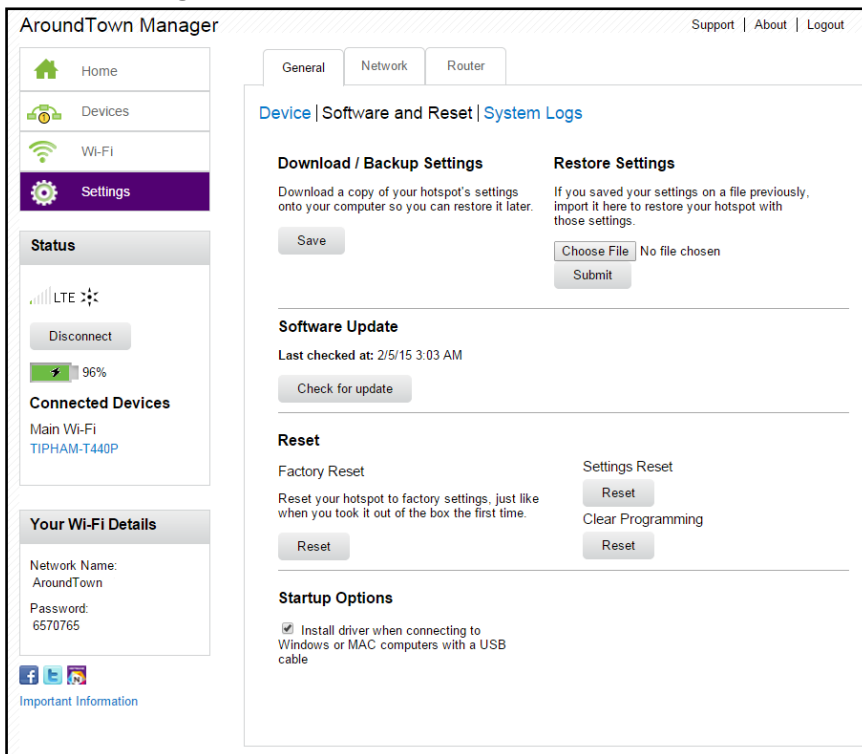 AroundTown Manager
Support | About | Logout
Home
Devices
1
Wi-Fi
Settings
Status
LTE
Disconnect
96%
Connected Devices
Main Wi-Fi
TIPHAM-T440P
Your Wi-Fi Details
Network Name:
AroundTown
Password:
6570765
Important Information
General
Network
Router
Device | Software and Reset | System Logs
Download / Backup Settings
Download a copy of your hotspot's settings
onto your computer so you can restore it later.
Save
Restore Settings
If you saved your settings on a file previously,
import it here to restore your hotspot with
those settings.
Choose File No file chosen
Submit
Software Update
Last checked at: 2/5/15 3:03 AM
Check for update
Reset
Factory Reset
Reset your hotspot to factory settings, just like
when you took it out of the box the first time.
Reset
Settings Reset
Reset
Clear Programming
Reset
Startup Options
Install driver when connecting to
Windows or MAC computers with a USB
cable